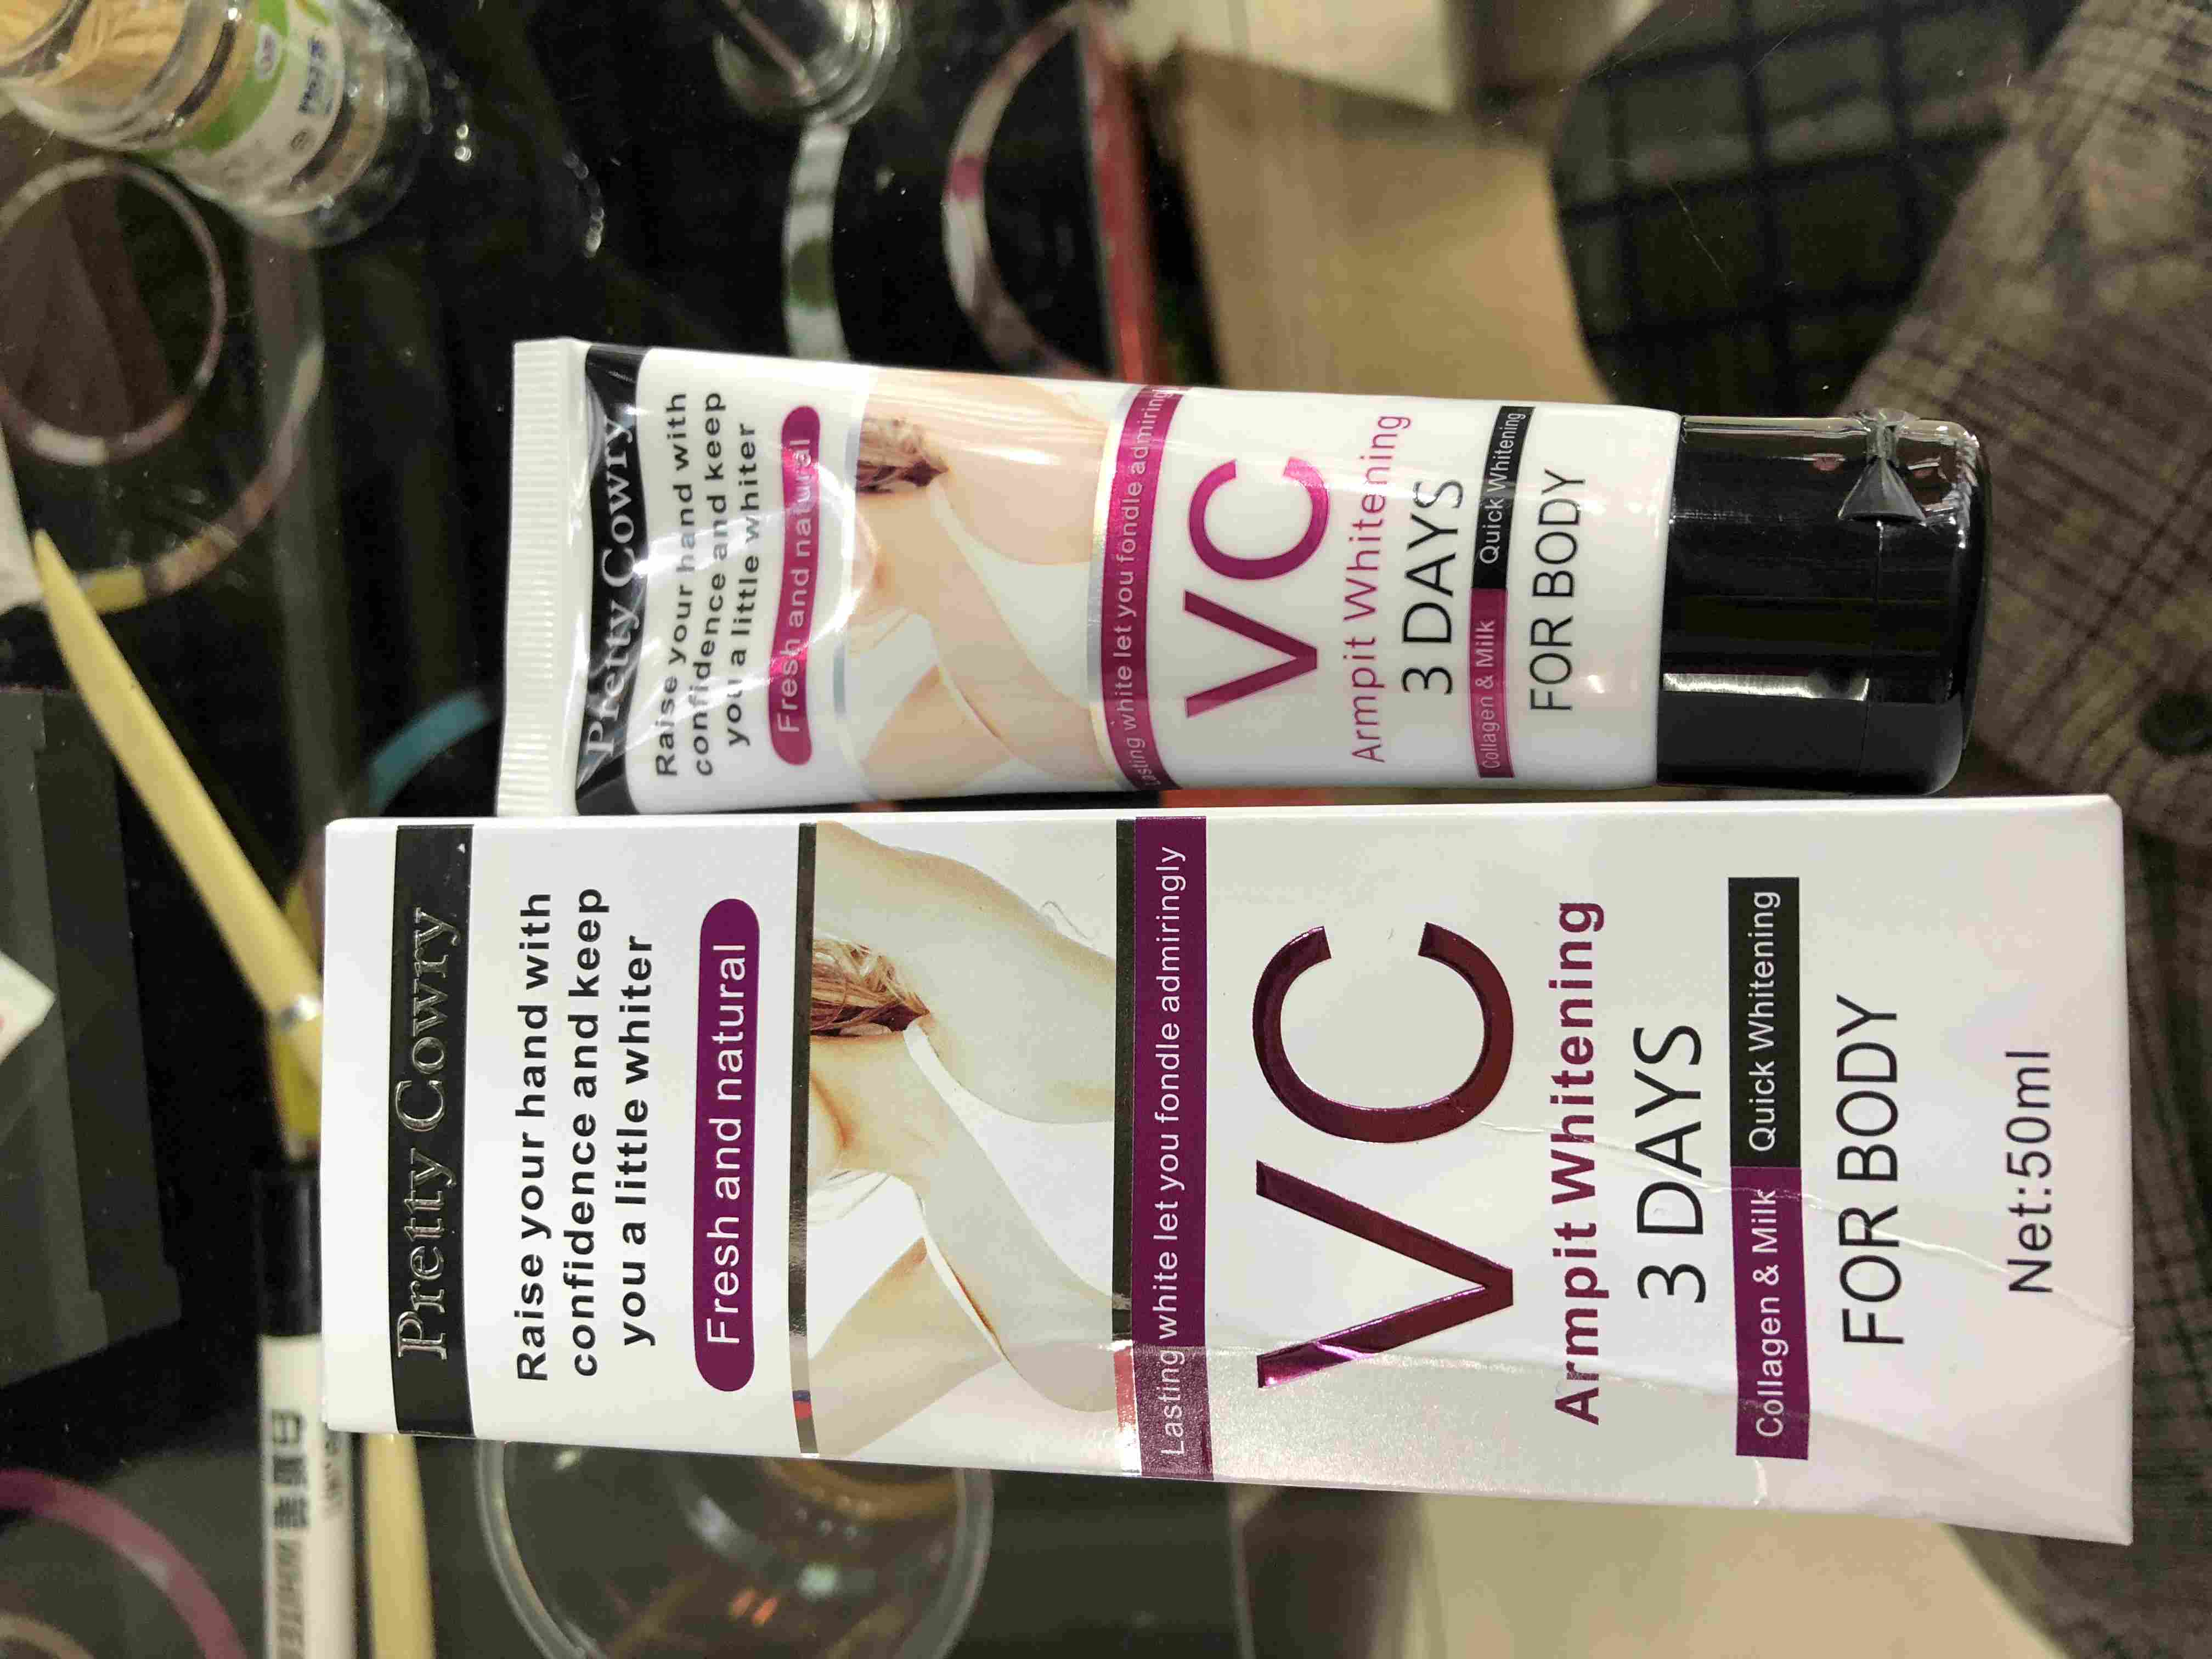 Pretty Cowry
Raise your hand with
confidence and keep
you a little whiter
Fresh and natural
Lasting white let you fondle admiringly
VC
Armpit Whitening
3 DAYS
Collagen & Milk Quick Whitening
FOR BODY
Pretty Cowry
Raise your hand with
confidence and keep
you a little whiter
Fresh and natural
Lasting white let you fondle admiringly
VC
Armpit Whitening
3 DAYS
Collagen & Milk Quick Whitening
FOR BODY
Net:50ml